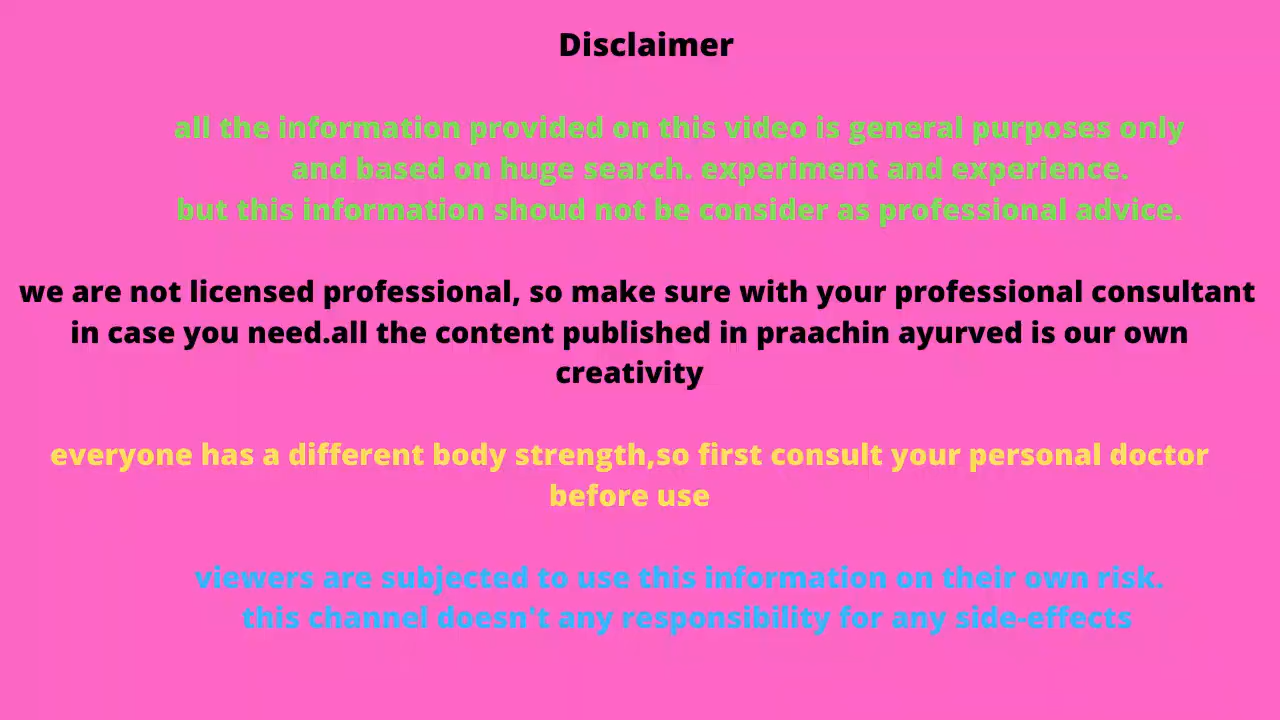 Disclaimer
all the information provided on this video is general purposes only
and based on huge search. experiment and experience.
but this information shoud not be consider as professional advice.
we are not licensed professional, so make sure with your professional consultant
in case you need.all the content published in praachin ayurved is our own
creativity
everyone has a different body strength,so first consult your personal doctor
before use
viewers are subjected to use this information on their own risk.
this channel doesn't any responsibility for any side-effects